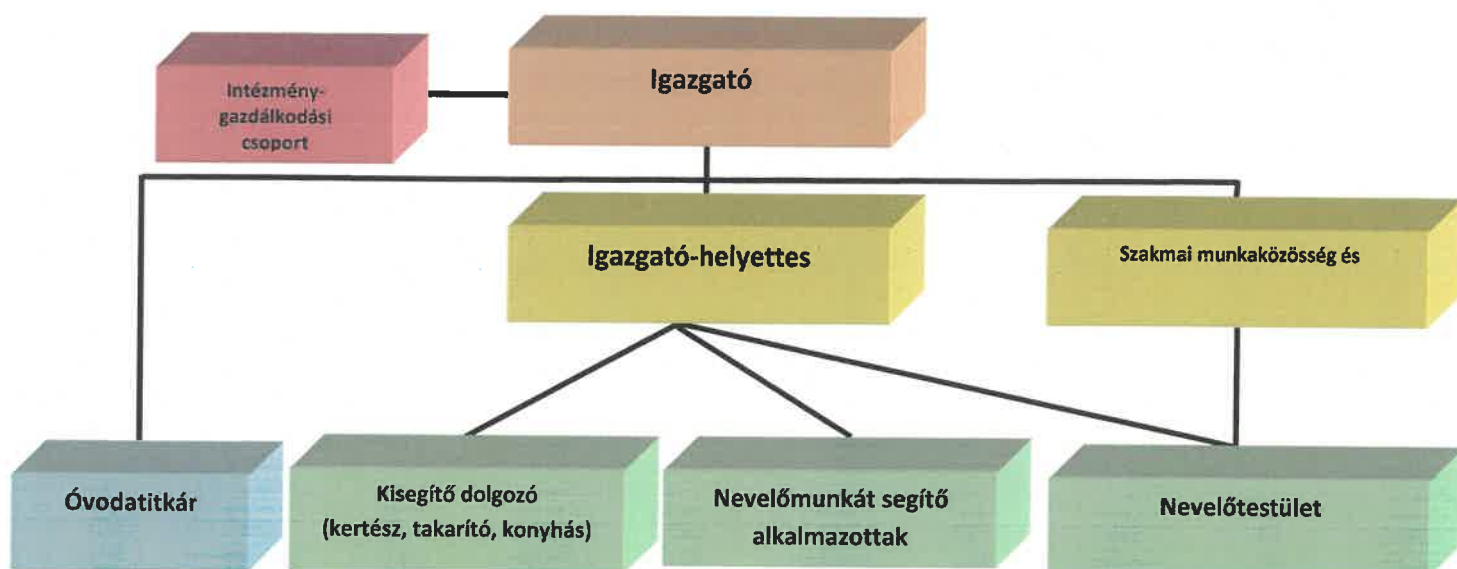 Intézmény-
gazdálkodási
csoport
Igazgató
Igazgató-helyettes
Szakmai munkaközösség és
Óvodatitkár
Kisegítő dolgozó
(kertész, takarító, konyhás)
Nevelőmunkát segítő
alkalmazottak
Nevelőtestület